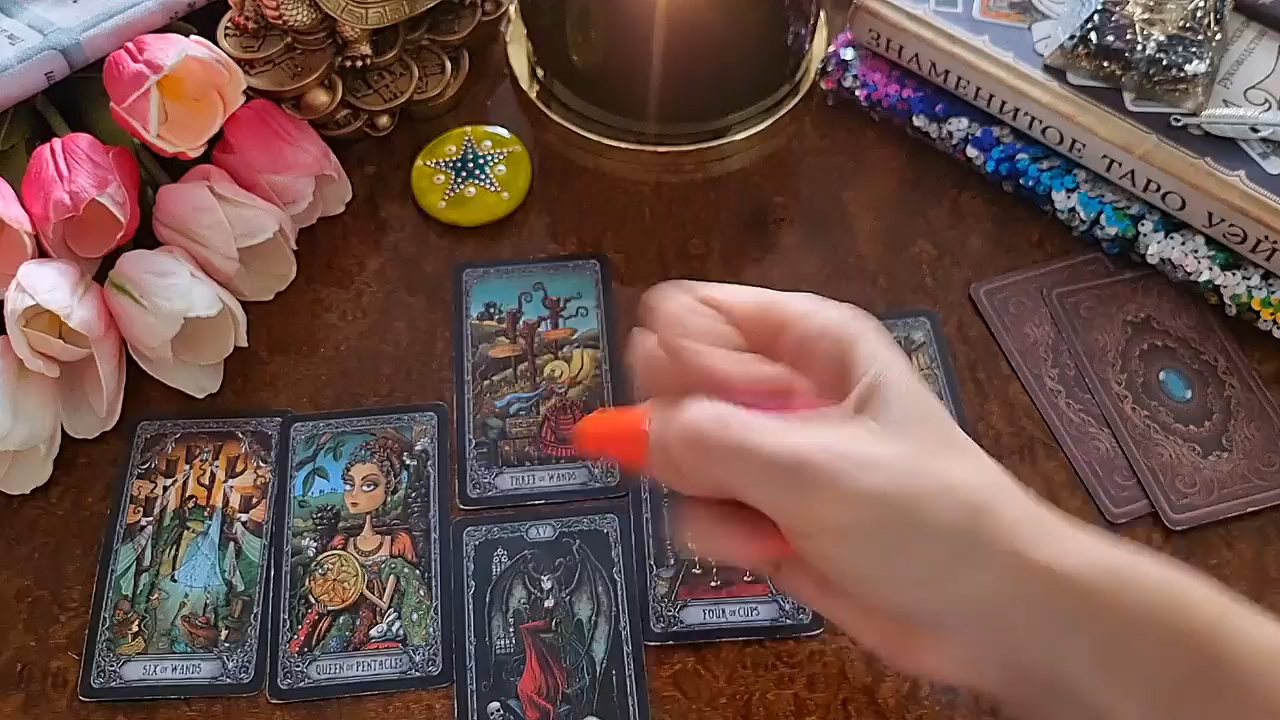 ЗНАМЕНИТОЕ ТАРО УЭЙ
THREE OF WANDS
XV
FOUR OF CUPS
SIX OF WANDS
QUEEN OF PENTACLES